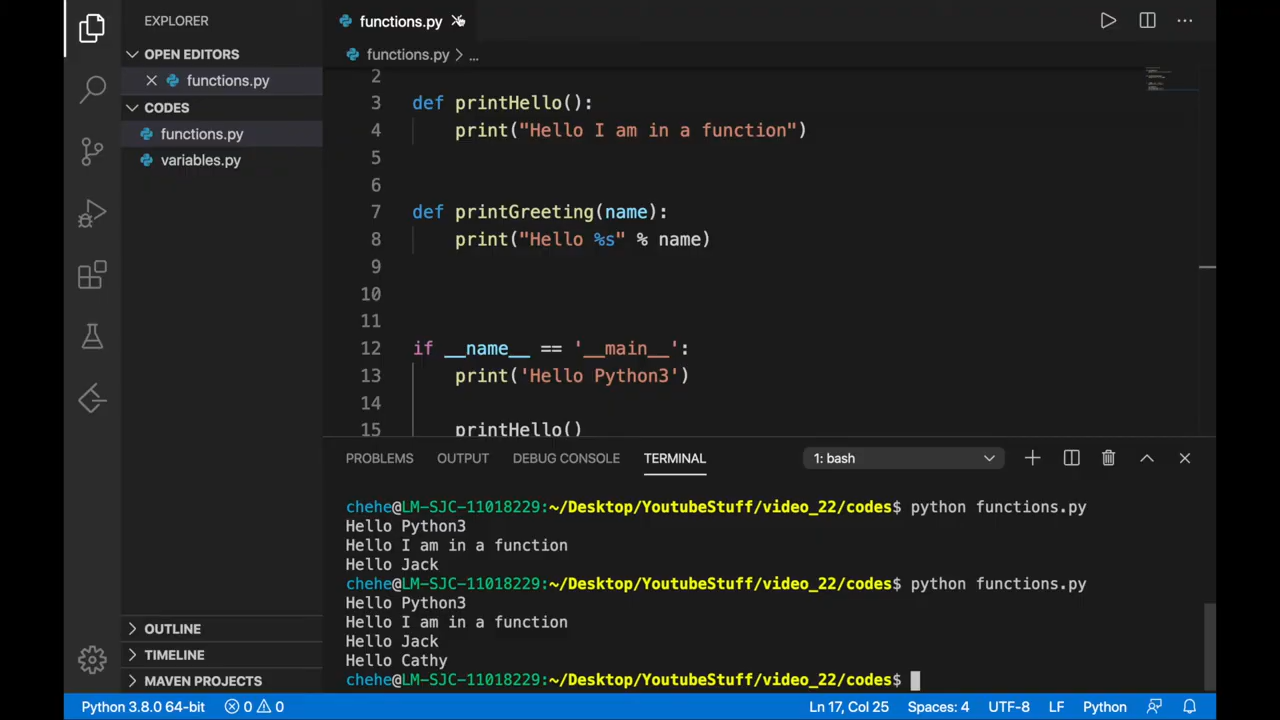 EXPLORER
OPEN EDITORS
functions.py
CODES
functions.py
variables.py
OUTLINE
TIMELINE
MAVEN PROJECTS
functions.py
functions.py > ...
2
3 def printHello():
4 print("Hello I am in a function")
5
6
7 def printGreeting(name):
8 print("Hello %s" % name)
9
10
11
12 if __name__ == '__main__':
13 print('Hello Python3')
14
15 printHello()
PROBLEMS OUTPUT DEBUG CONSOLE TERMINAL 1: bash
chehe@LM-SJC-11018229:~/Desktop/YoutubeStuff/video_22/codes$ python functions.py
Hello Python3
Hello I am in a function
Hello Jack
chehe@LM-SJC-11018229:~/Desktop/YoutubeStuff/video_22/codes$ python functions.py
Hello Python3
Hello I am in a function
Hello Jack
Hello Cathy
chehe@LM-SJC-11018229:~/Desktop/YoutubeStuff/video_22/codes$
Python 3.8.0 64-bit 0 0 Ln 17, Col 25 Spaces: 4 UTF-8 LF Python